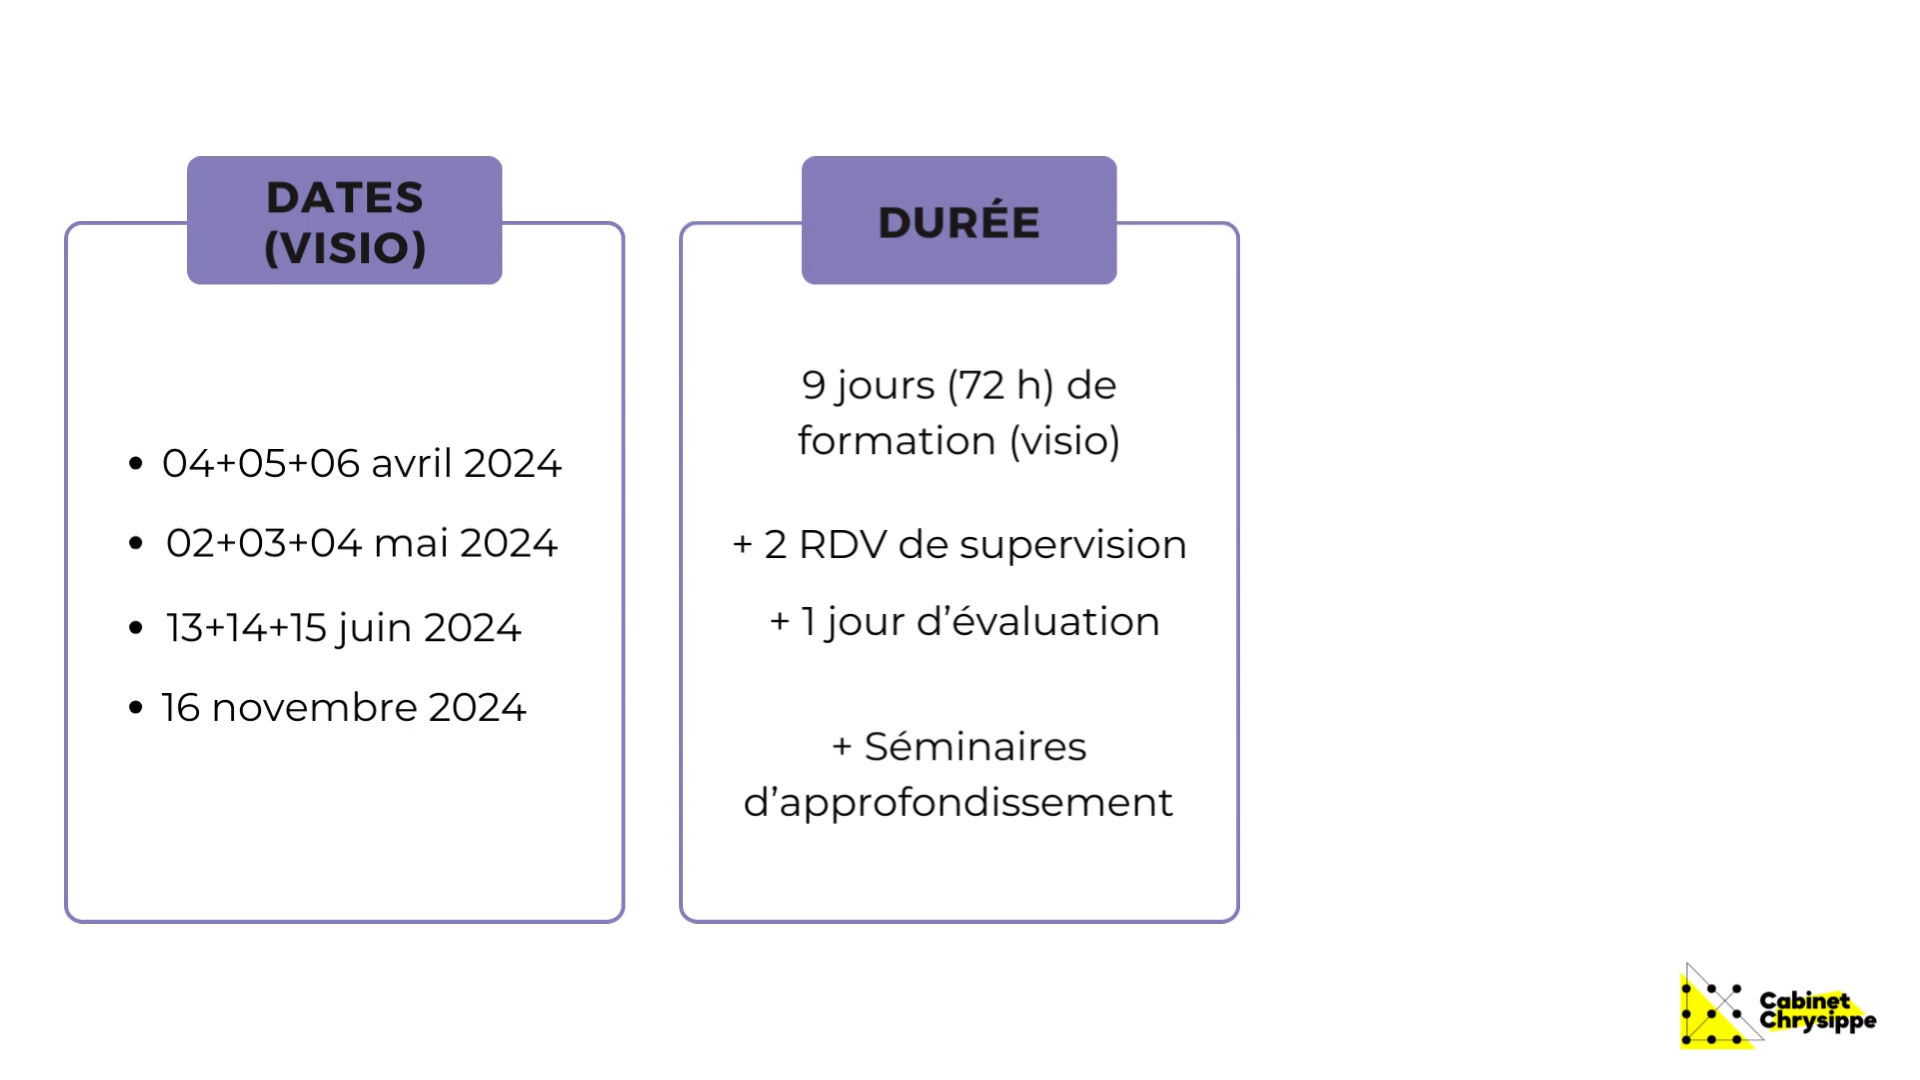 DATES
(VISIO)
• 04+05+06 avril 2024
• 02+03+04 mai 2024
• 13+14+15 juin 2024
• 16 novembre 2024
DURÉE
9 jours (72 h) de
formation (visio)
+ 2 RDV de supervision
+ 1 jour d’évaluation
+ Séminaires
d’approfondissement
Cabinet
Chrysippe